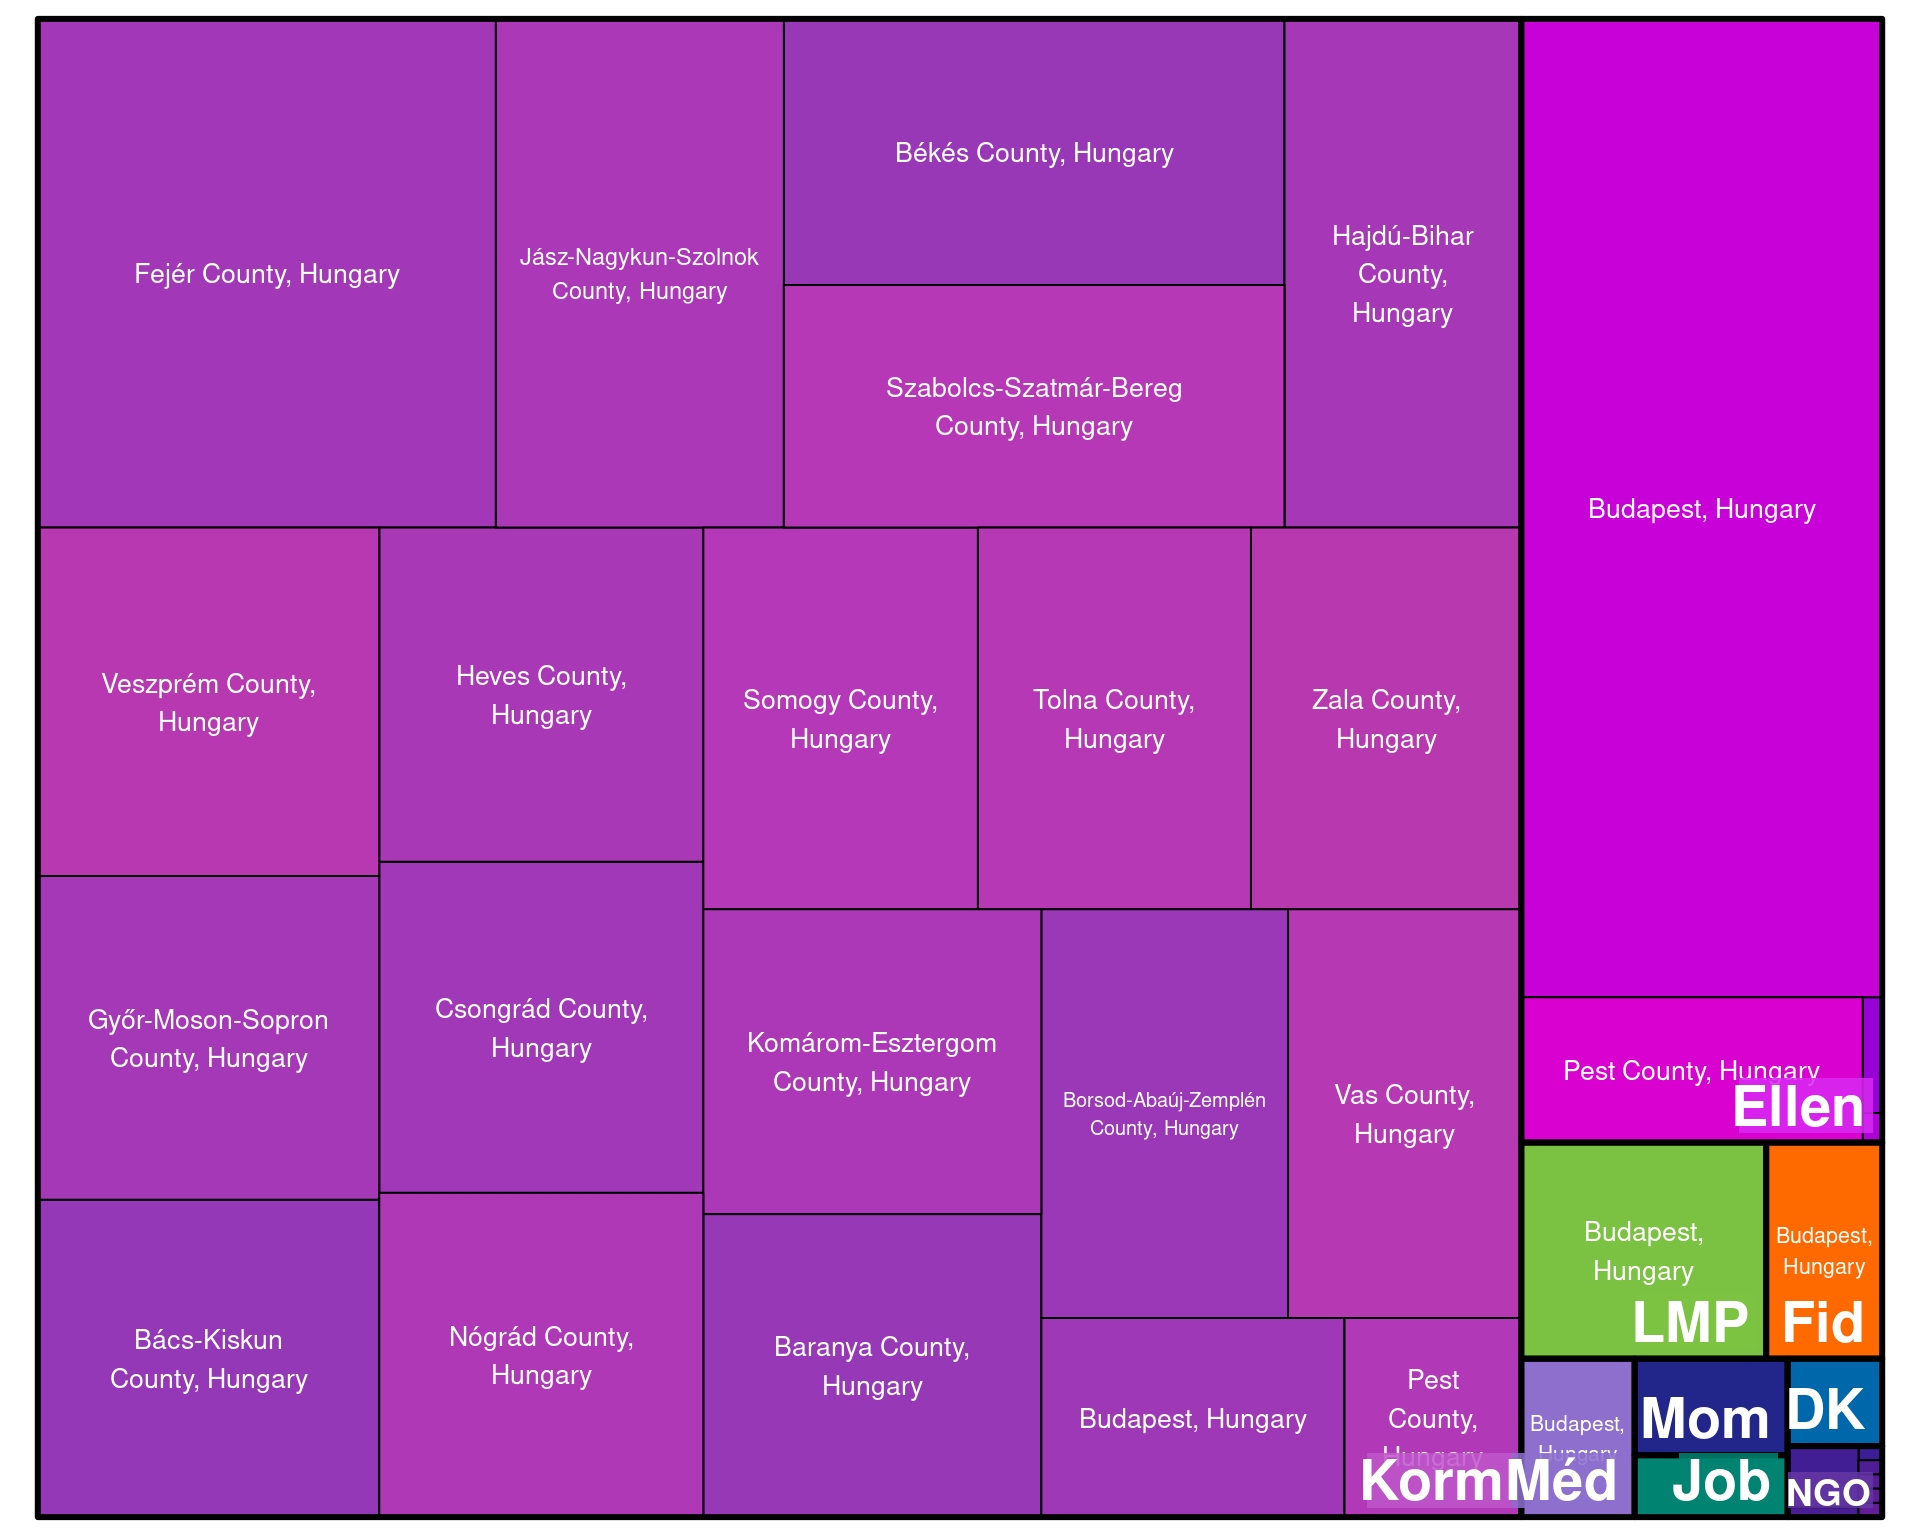 Fejér County, Hungary
Jász-Nagykun-Szolnok
County, Hungary
Békés County, Hungary
Szabolcs-Szatmár-Bereg
County, Hungary
Hajdú-Bihar
County,
Hungary
Budapest, Hungary
Veszprém County,
Hungary
Heves County,
Hungary
Somogy County,
Hungary
Tolna County,
Hungary
Zala County,
Hungary
Győr-Moson-Sopron
County, Hungary
Csongrád County,
Hungary
Komárom-Esztergom
County, Hungary
Borsod-Abaúj-Zemplén
County, Hungary
Vas County,
Hungary
Pest County, Hungary
Ellen
Bács-Kiskun
County, Hungary
Nógrád County,
Hungary
Baranya County,
Hungary
Budapest, Hungary
Pest
County,
Hungary
Korm
Budapest,
Hungary
LMP
Budapest,
Hungary
Fid
Budapest,
Hungary
Méd
Mom
DK
Job
NGO